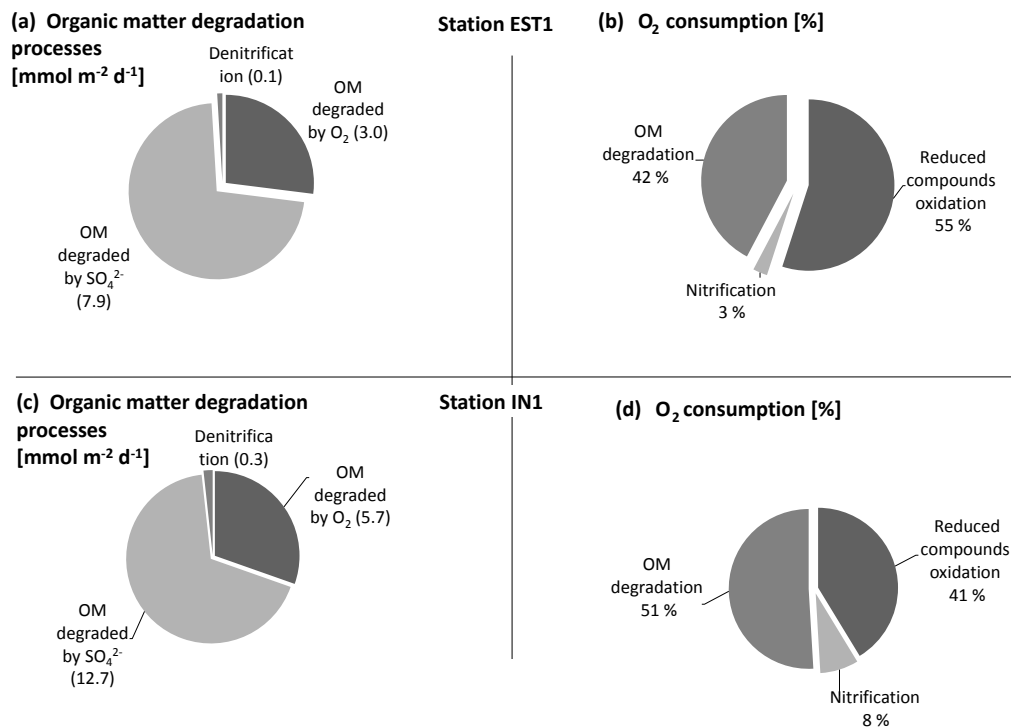 (a) Organic matter degradation
processes
[mmol m⁻² d⁻¹]
Denitrificat
ion (0.1)
OM
degraded
by O₂ (3.0)
OM
degraded
by SO₄²⁻
(7.9)
Station EST1
(b) O₂ consumption [%]
OM
degradation
42 %
Reduced
compounds
oxidation
55 %
Nitrification
3 %
(c) Organic matter degradation
processes
[mmol m⁻² d⁻¹]
Denitrifica
tion (0.3)
OM
degraded
by O₂ (5.7)
OM
degraded
by SO₄²⁻
(12.7)
Station IN1
(d) O₂ consumption [%]
OM
degradation
51 %
Reduced
compounds
oxidation
41 %
Nitrification
8 %